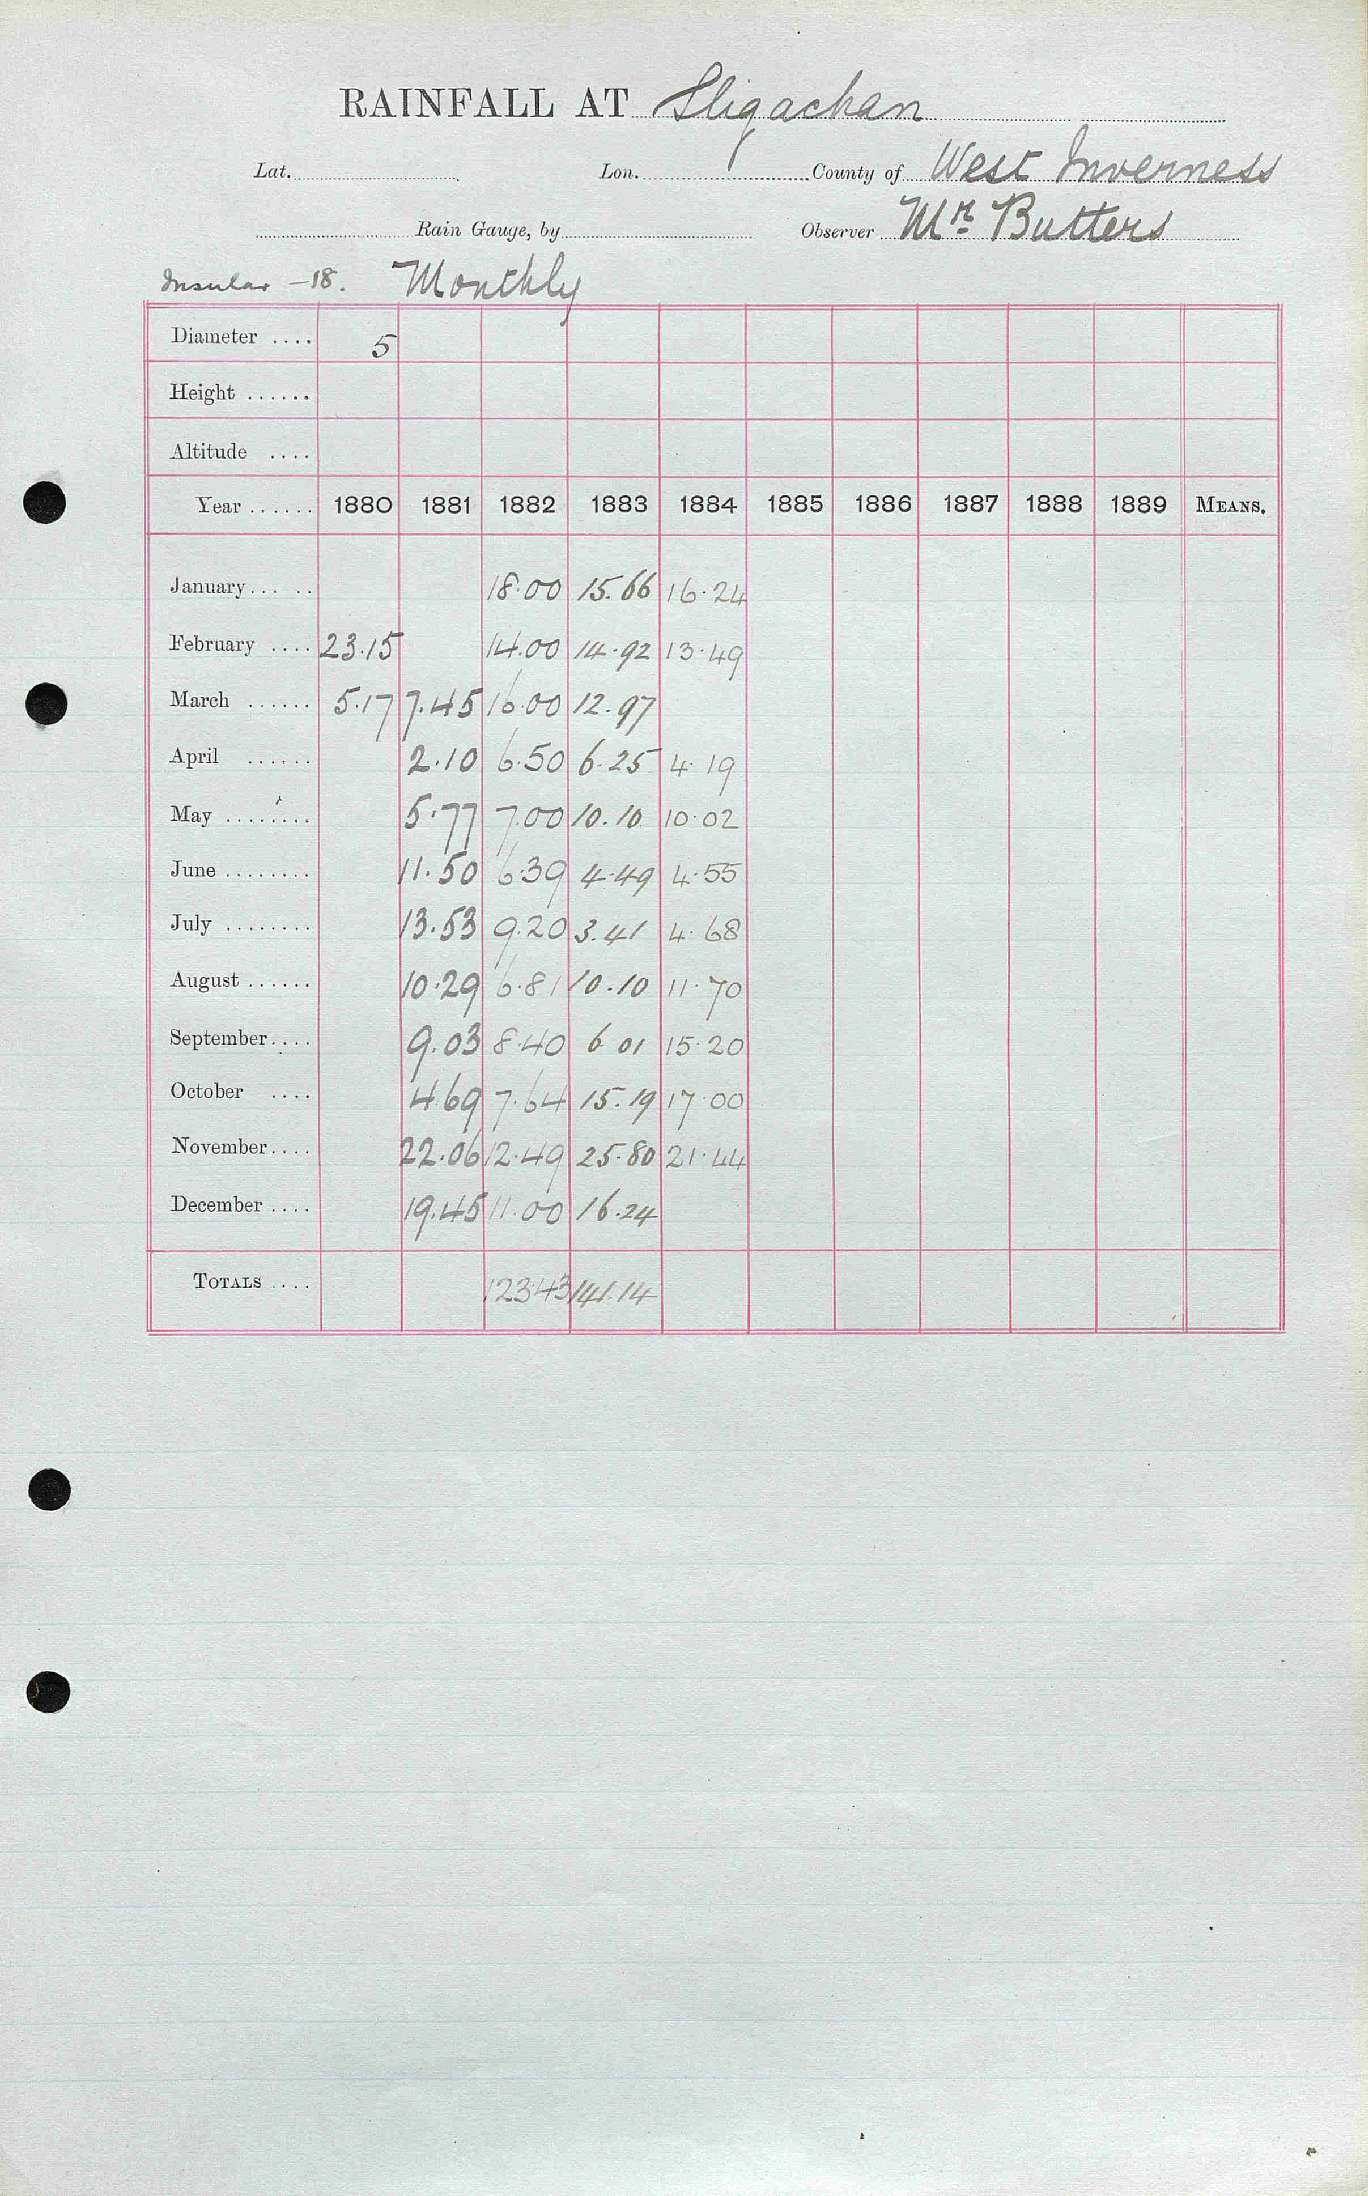 RAINFALL AT Sligachan
Lat. Lon. County of West Inverness
Rain Gauge, by Observer Mr. Butters
Insular -18. Monthly
Diameter .... 5
Height ......
Altitude ....
Year ...... 1880 1881 1882 1883 1884 1885 1886 1887 1888 1889 MEANS.
January... .. 18.00 15.66 16.24
February .... 23.15 14.00 14.92 13.49
March ...... 5.17 7.45 16.00 12.97
April ...... 2.10 6.50 6.25 4.19
May ........ 5.77 7.00 10.10 10.02
June ........ 11.50 6.39 4.49 4.55
July ........ 13.53 9.20 3.41 4.68
August ...... 10.29 6.81 10.10 11.70
September.... 9.03 8.40 6 01 15.20
October .... 4.69 7.64 15.19 17.00
November.... 22.06 12.49 25.80 21.44
December .... 19.45 11.00 16.24
TOTALS .... 123.43 141.14